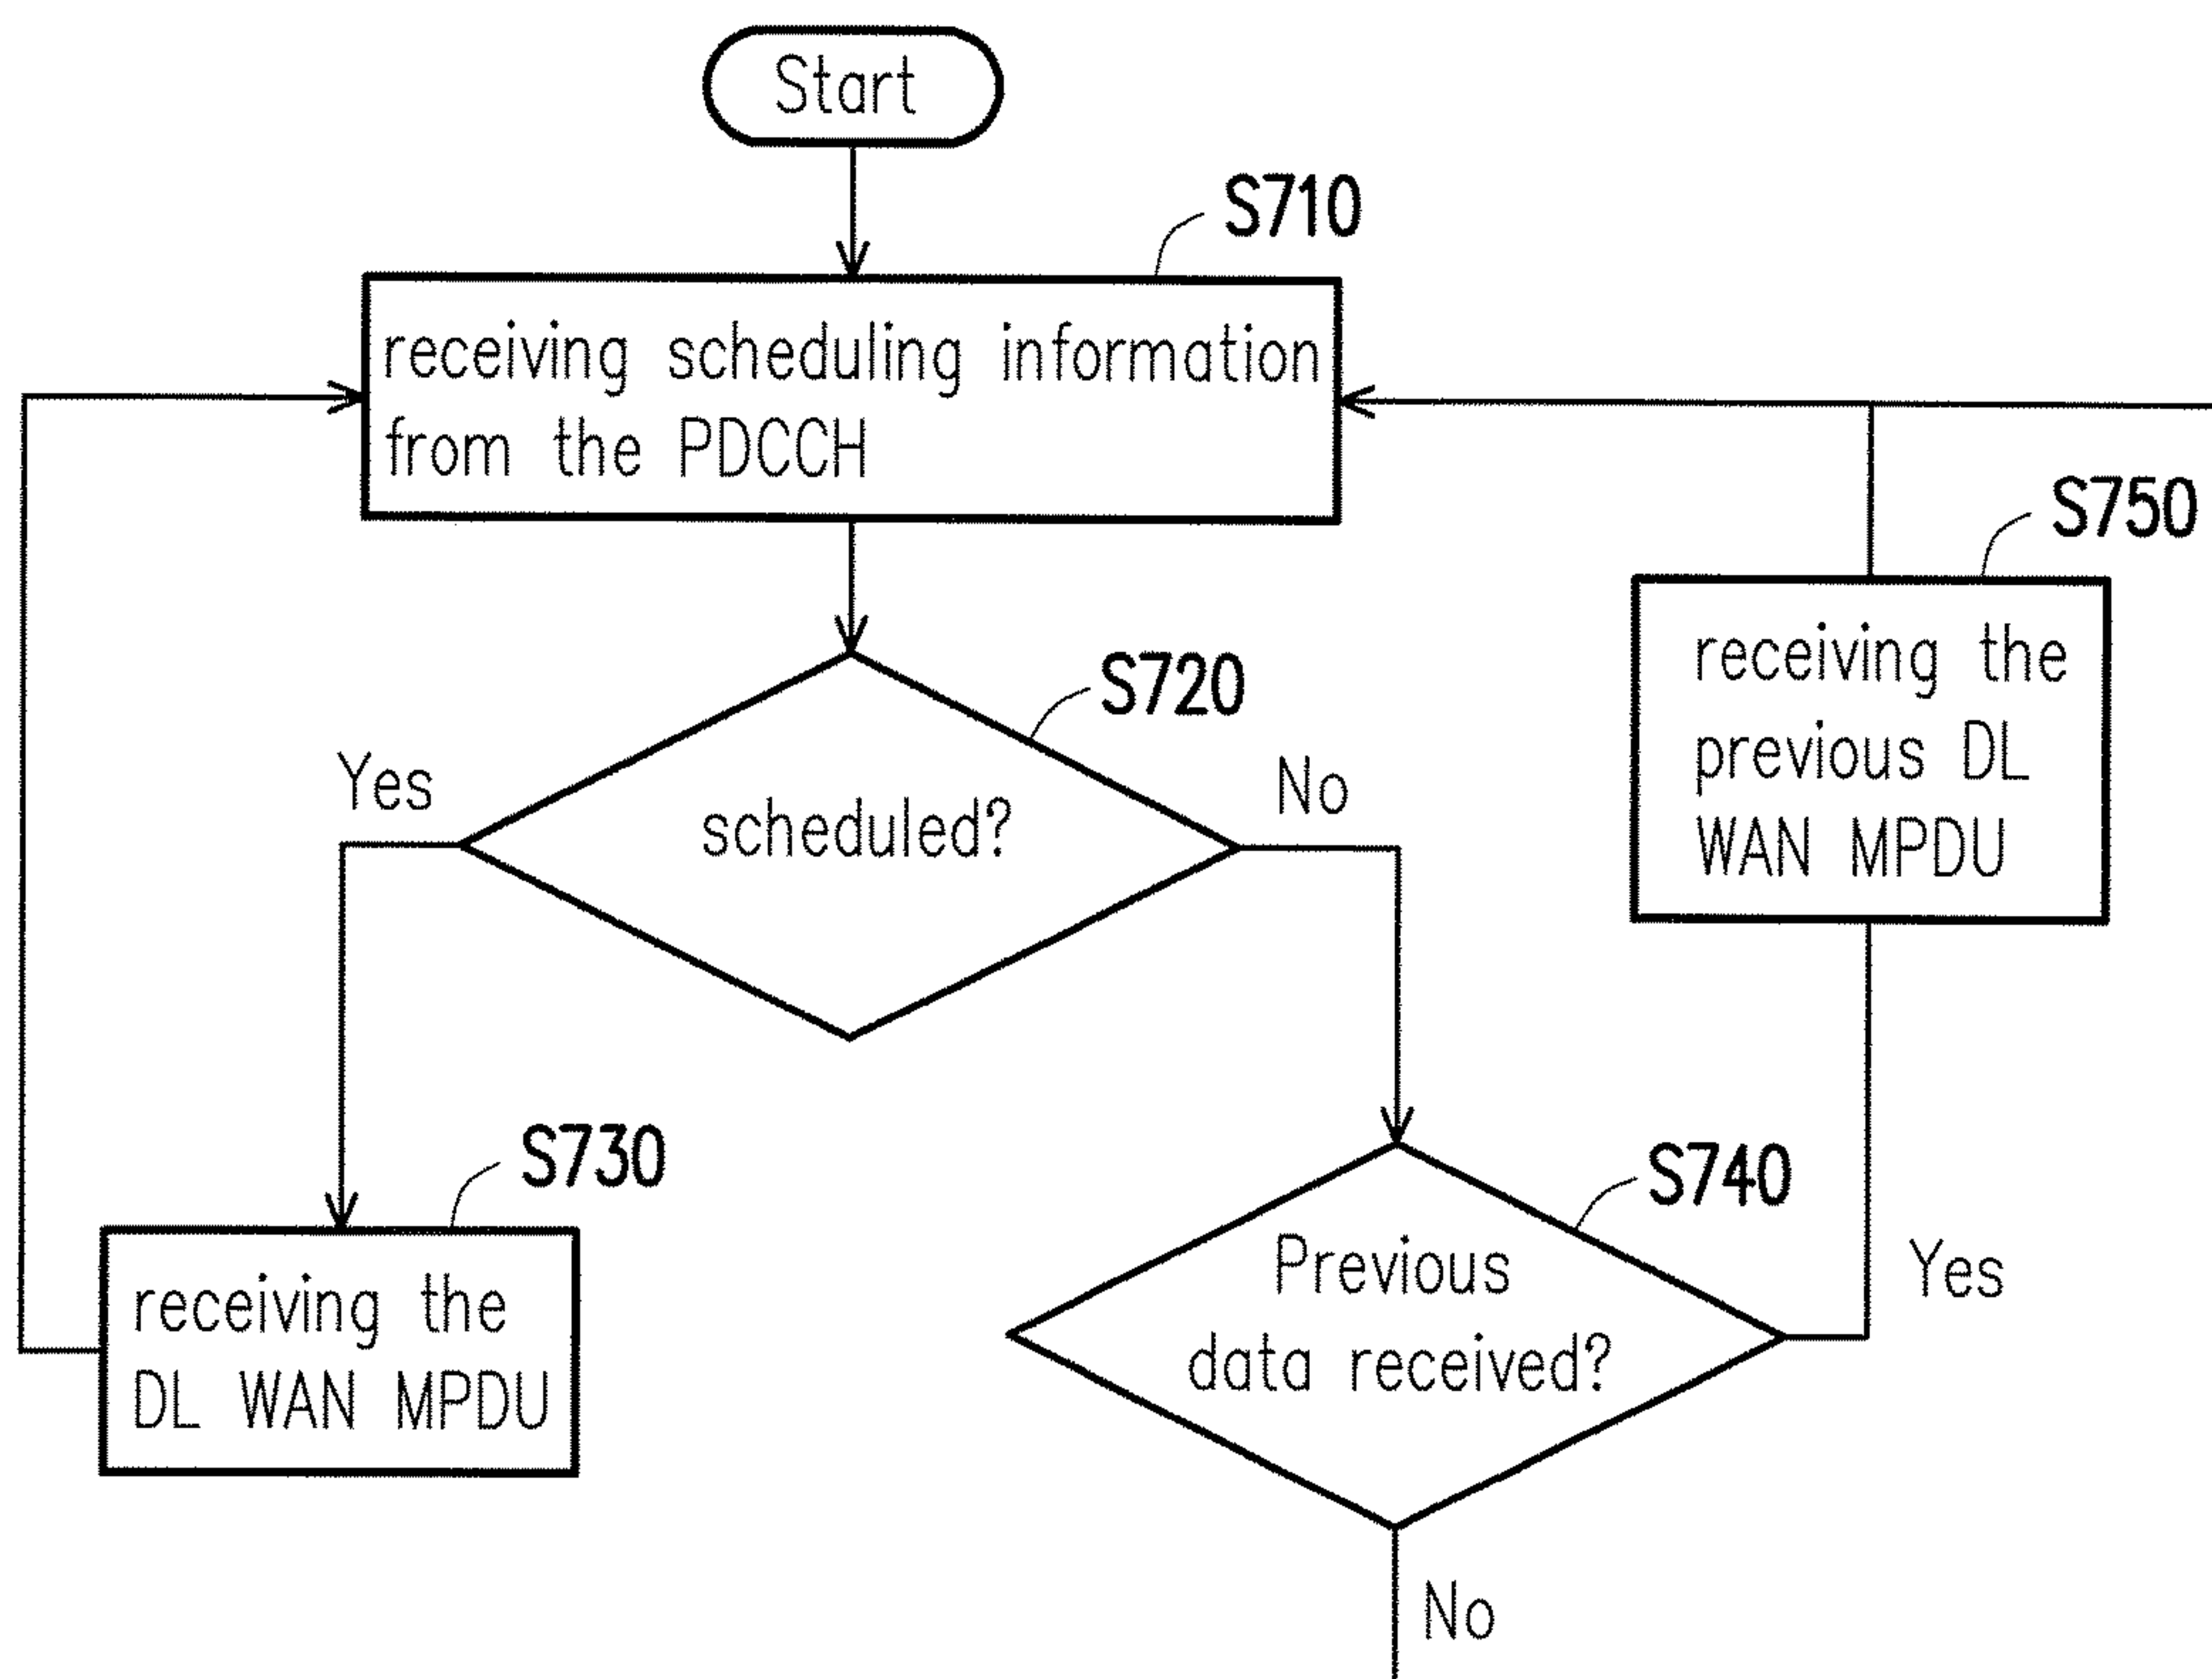 Start
S710
receiving scheduling information
from the PDCCH
S750
receiving the
previous DL
WAN MPDU
S720
Yes
scheduled?
No
S730
receiving the
DL WAN MPDU
S740
Previous
data received?
Yes
No